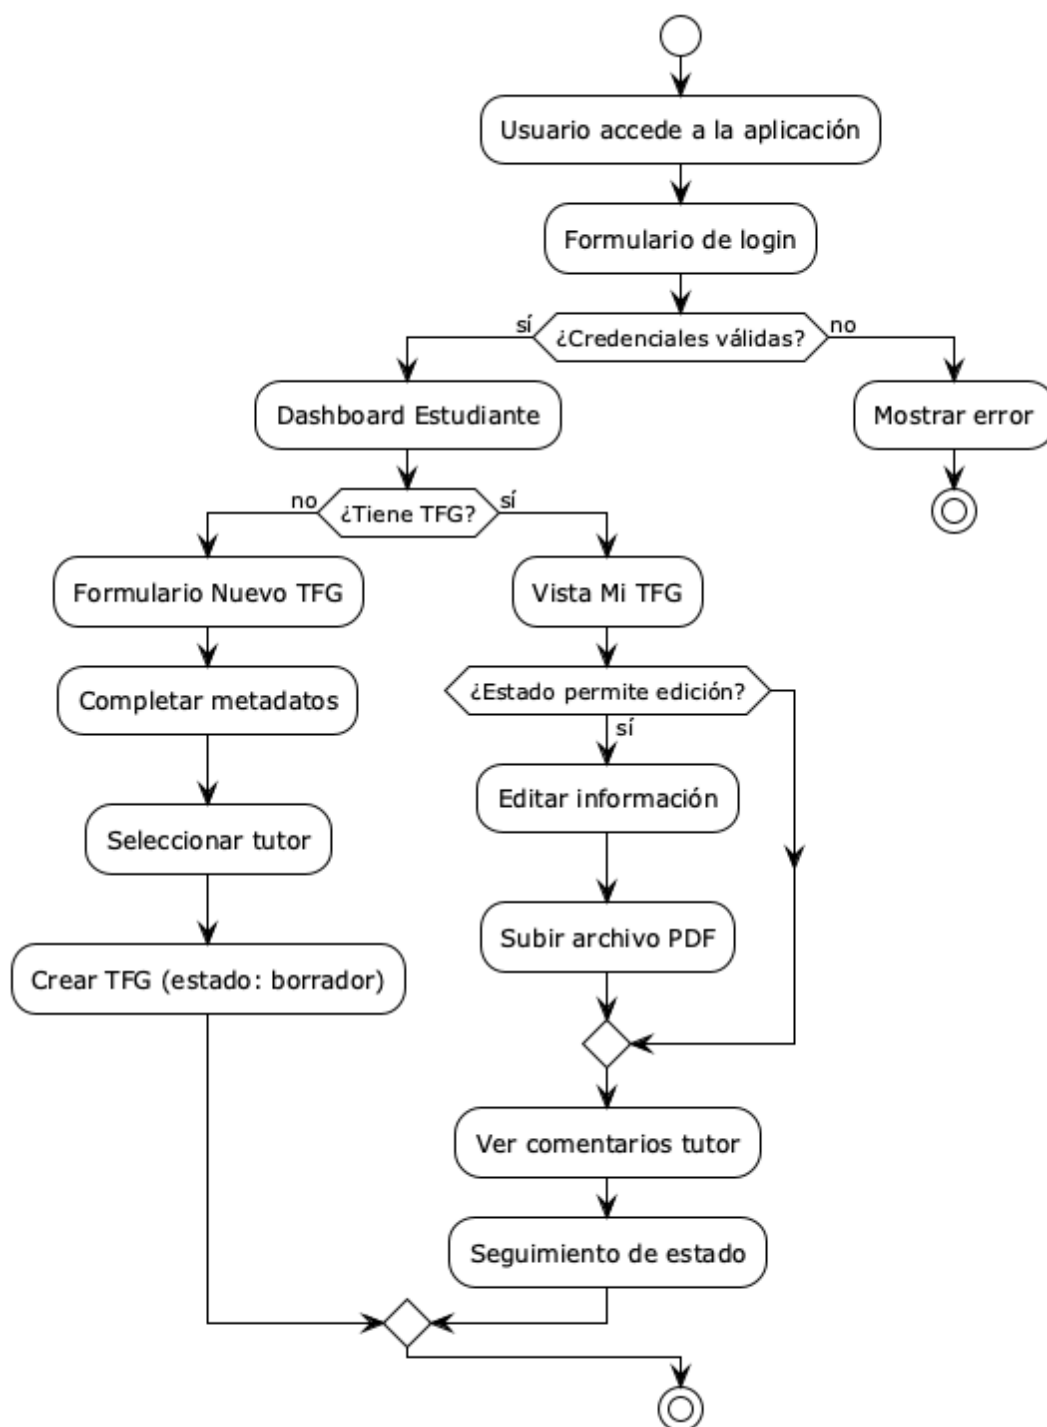 Usuario accede a la aplicación
Formulario de login
sí
¿Credenciales válidas?
no
Dashboard Estudiante
Mostrar error
no
¿Tiene TFG?
sí
Formulario Nuevo TFG
Vista Mi TFG
Completar metadatos
¿Estado permite edición?
sí
Editar información
Seleccionar tutor
Subir archivo PDF
Crear TFG (estado: borrador)
Ver comentarios tutor
Seguimiento de estado